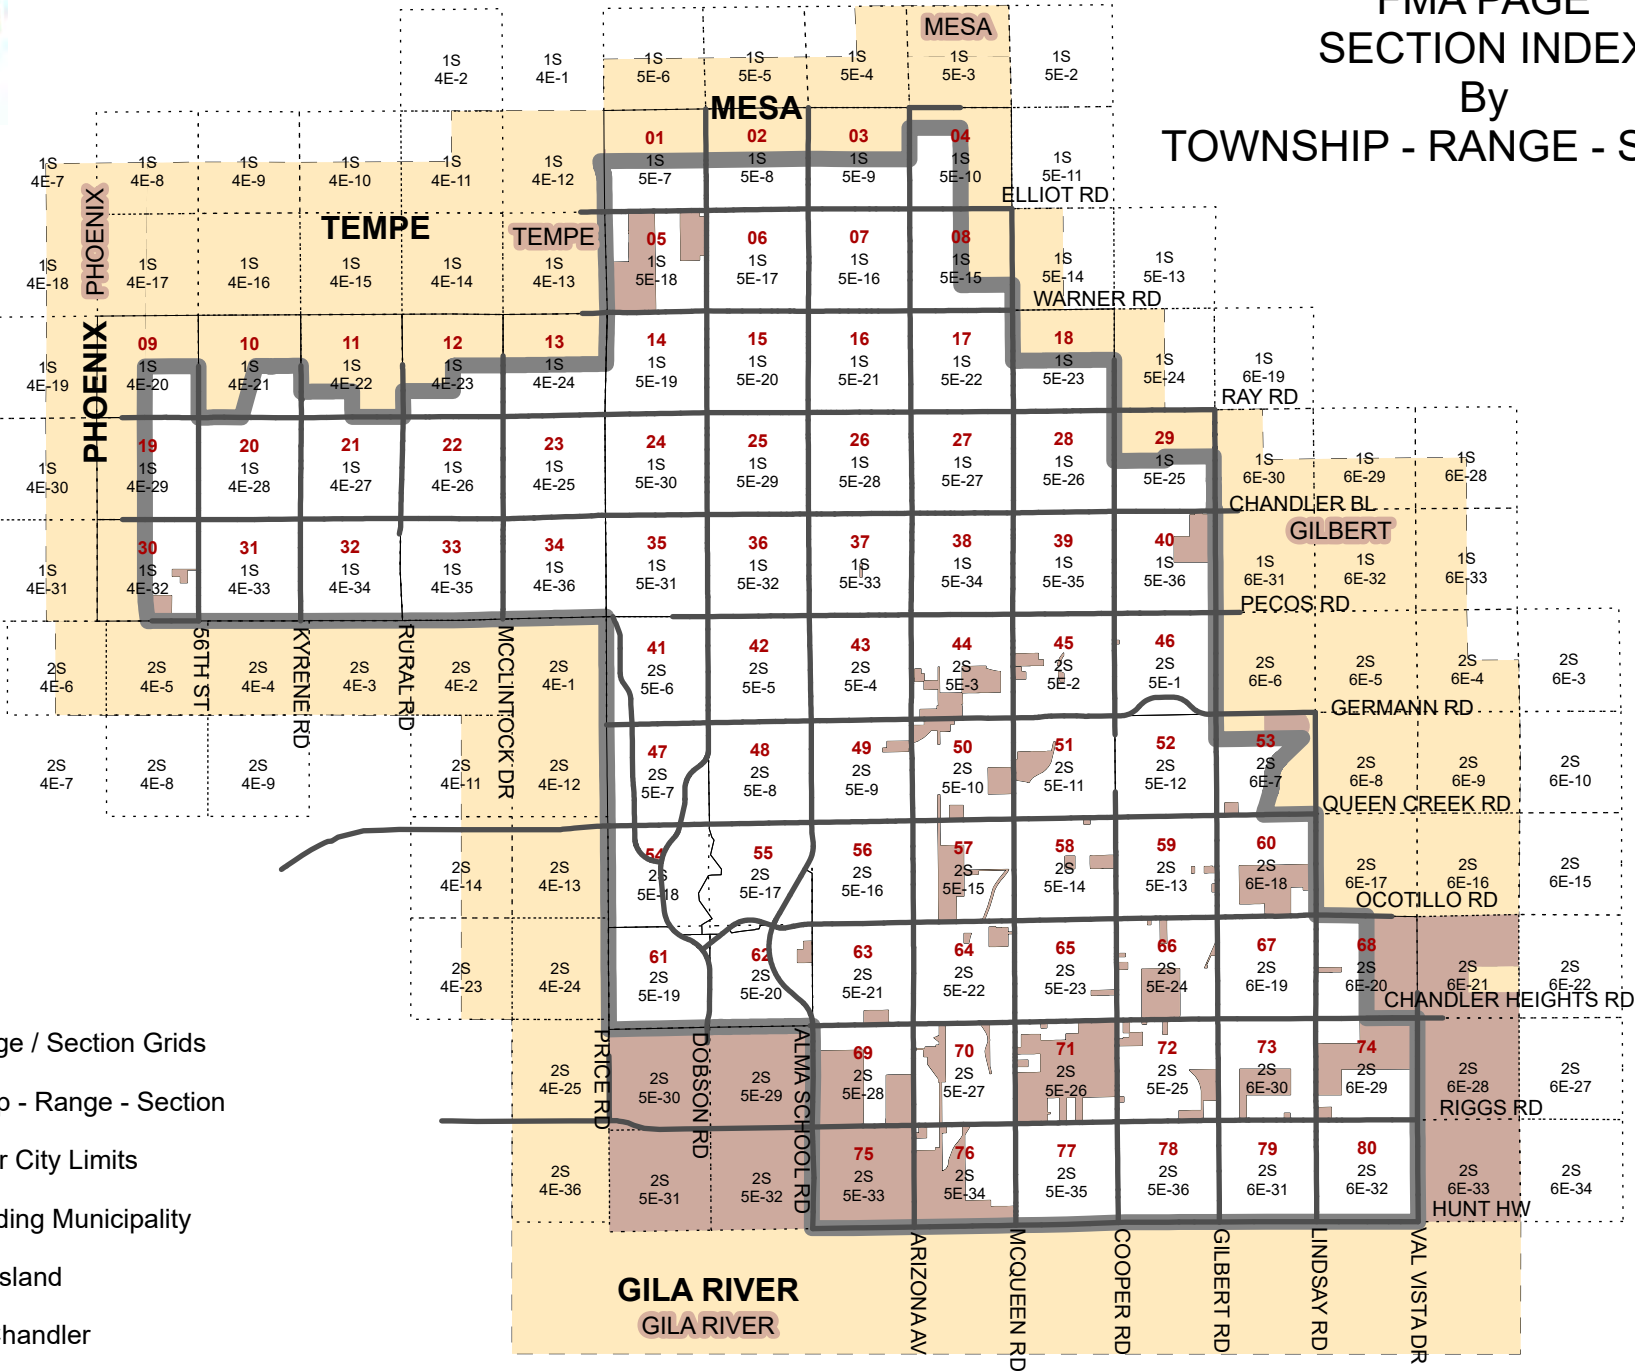 FMA PAGE
SECTION INDEX
By
TOWNSHIP - RANGE - S
MESA
MESA
TEMPE
TEMPE
PHOENIX
PHOENIX
GILBERT
GILA RIVER
GILA RIVER
ELLIOT RD
WARNER RD
RAY RD
CHANDLER BL
PECOS RD
GERMANN RD
QUEEN CREEK RD
OCOTILLO RD
CHANDLER HEIGHTS RD
RIGGS RD
HUNT HW
56TH ST
KYRENE RD
RURAL RD
MCCLINTOCK DR
PRICE RD
DOBSON RD
ALMA SCHOOL RD
ARIZONA AV
MCQUEEN RD
COOPER RD
GILBERT RD
LINDSAY RD
VAL VISTA DR
1S
4E-2
1S
4E-1
1S
5E-6
1S
5E-5
1S
5E-4
1S
5E-3
1S
5E-2
1S
4E-7
1S
4E-8
1S
4E-9
1S
4E-10
1S
4E-11
1S
4E-12
01
1S
5E-7
02
1S
5E-8
03
1S
5E-9
04
1S
5E-10
1S
5E-11
1S
4E-18
1S
4E-17
1S
4E-16
1S
4E-15
1S
4E-14
1S
4E-13
05
1S
5E-18
06
1S
5E-17
07
1S
5E-16
08
1S
5E-15
1S
5E-14
1S
5E-13
1S
4E-19
09
1S
4E-20
10
1S
4E-21
11
1S
4E-22
12
1S
4E-23
13
1S
4E-24
14
1S
5E-19
15
1S
5E-20
16
1S
5E-21
17
1S
5E-22
18
1S
5E-23
1S
5E-24
1S
6E-19
1S
4E-30
19
1S
4E-29
20
1S
4E-28
21
1S
4E-27
22
1S
4E-26
23
1S
4E-25
24
1S
5E-30
25
1S
5E-29
26
1S
5E-28
27
1S
5E-27
28
1S
5E-26
29
1S
5E-25
1S
6E-30
1S
6E-29
1S
6E-28
1S
4E-31
30
1S
4E-32
31
1S
4E-33
32
1S
4E-34
33
1S
4E-35
34
1S
4E-36
35
1S
5E-31
36
1S
5E-32
37
1S
5E-33
38
1S
5E-34
39
1S
5E-35
40
1S
5E-36
1S
6E-31
1S
6E-32
1S
6E-33
2S
4E-6
2S
4E-5
2S
4E-4
2S
4E-3
2S
4E-2
2S
4E-1
41
2S
5E-6
42
2S
5E-5
43
2S
5E-4
44
2S
5E-3
45
2S
5E-2
46
2S
5E-1
2S
6E-6
2S
6E-5
2S
6E-4
2S
6E-3
2S
4E-7
2S
4E-8
2S
4E-9
2S
4E-11
2S
4E-12
47
2S
5E-7
48
2S
5E-8
49
2S
5E-9
50
2S
5E-10
51
2S
5E-11
52
2S
5E-12
53
2S
6E-7
2S
6E-8
2S
6E-9
2S
6E-10
2S
4E-14
2S
4E-13
54
2S
5E-18
55
2S
5E-17
56
2S
5E-16
57
2S
5E-15
58
2S
5E-14
59
2S
5E-13
60
2S
6E-18
2S
6E-17
2S
6E-16
2S
6E-15
2S
4E-23
2S
4E-24
61
2S
5E-19
62
2S
5E-20
63
2S
5E-21
64
2S
5E-22
65
2S
5E-23
66
2S
5E-24
67
2S
6E-19
68
2S
6E-20
2S
6E-21
2S
6E-22
2S
4E-25
2S
5E-30
2S
5E-29
69
2S
5E-28
70
2S
5E-27
71
2S
5E-26
72
2S
5E-25
73
2S
6E-30
74
2S
6E-29
2S
6E-28
2S
6E-27
2S
4E-36
2S
5E-31
2S
5E-32
75
2S
5E-33
76
2S
5E-34
77
2S
5E-35
78
2S
5E-36
79
2S
6E-31
80
2S
6E-32
2S
6E-33
2S
6E-34
ge / Section Grids
p - Range - Section
r City Limits
ding Municipality
sland
Chandler